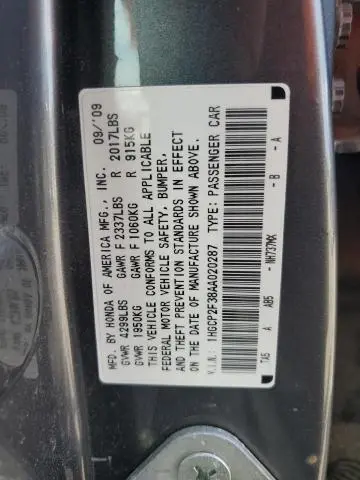 MFD. BY HONDA OF AMERICA MFG., INC. 09/'09
GVWR 4299LBS GAWR F 2337LBS R 2017LBS
GVWR 1950KG GAWR F 1060KG R 915KG
THIS VEHICLE CONFORMS TO ALL APPLICABLE
FEDERAL MOTOR VEHICLE SAFETY, BUMPER,
AND THEFT PREVENTION STANDARDS IN EFFECT
ON THE DATE OF MANUFACTURE SHOWN ABOVE.
V.I.N.: 1HGCP2F38AA020287 TYPE: PASSENGER CAR
TA5 A AB5 NH737MX - B - A